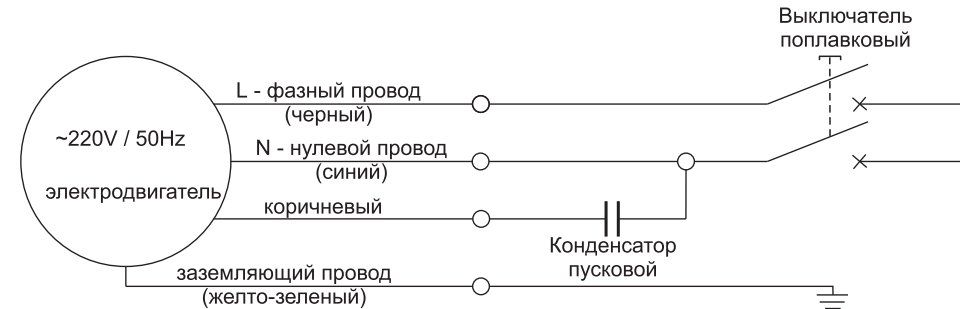 Выключатель
поплавковый
L - фазный провод
(черный)
~220V / 50Hz
N - нулевой провод
(синий)
электродвигатель
коричневый
Конденсатор
пусковой
заземляющий провод
(желто-зеленый)